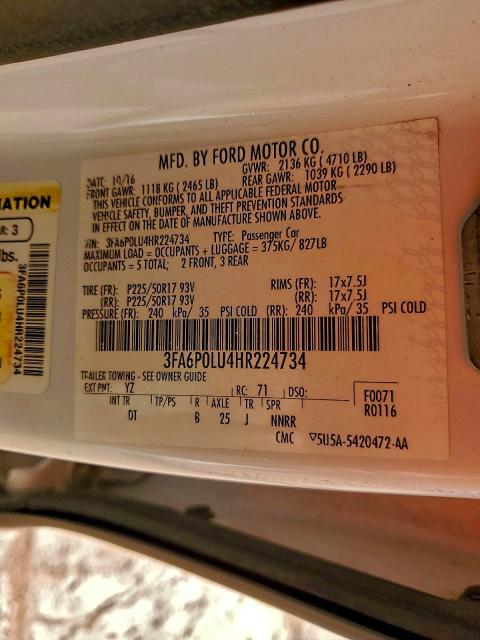 MFD. BY FORD MOTOR CO.
DATE: 10/16 GVWR: 2136 KG ( 4710 LB)
FRONT GAWR: 1118 KG ( 2465 LB) REAR GAWR: 1039 KG ( 2290 LB)
THIS VEHICLE CONFORMS TO ALL APPLICABLE FEDERAL MOTOR
VEHICLE SAFETY, BUMPER, AND THEFT PREVENTION STANDARDS
IN EFFECT ON THE DATE OF MANUFACTURE SHOWN ABOVE.
VIN: 3FA6P0LU4HR224734 TYPE: Passenger Car
MAXIMUM LOAD = OCCUPANTS + LUGGAGE = 375KG/ 827LB
OCCUPANTS = 5 TOTAL; 2 FRONT, 3 REAR
TIRE (FR): P225/50R17 93V RIMS (FR): 17x7.5J
(RR): P225/50R17 93V (RR): 17x7.5J
PRESSURE (FR): 240 kPa/ 35 PSI COLD (RR): 240 kPa/ 35 PSI COLD
3FA6P0LU4HR224734
TRAILER TOWING - SEE OWNER GUIDE
EXT PNT: YZ RC: 71 DSO:
F0071
R0116
INT TR TP/PS R AXLE TR SPR
DT B 25 J NNRR
CMC 5U5A-5420472-AA
MATION
R: 3
lbs.
3FA6P0LU4HR224734